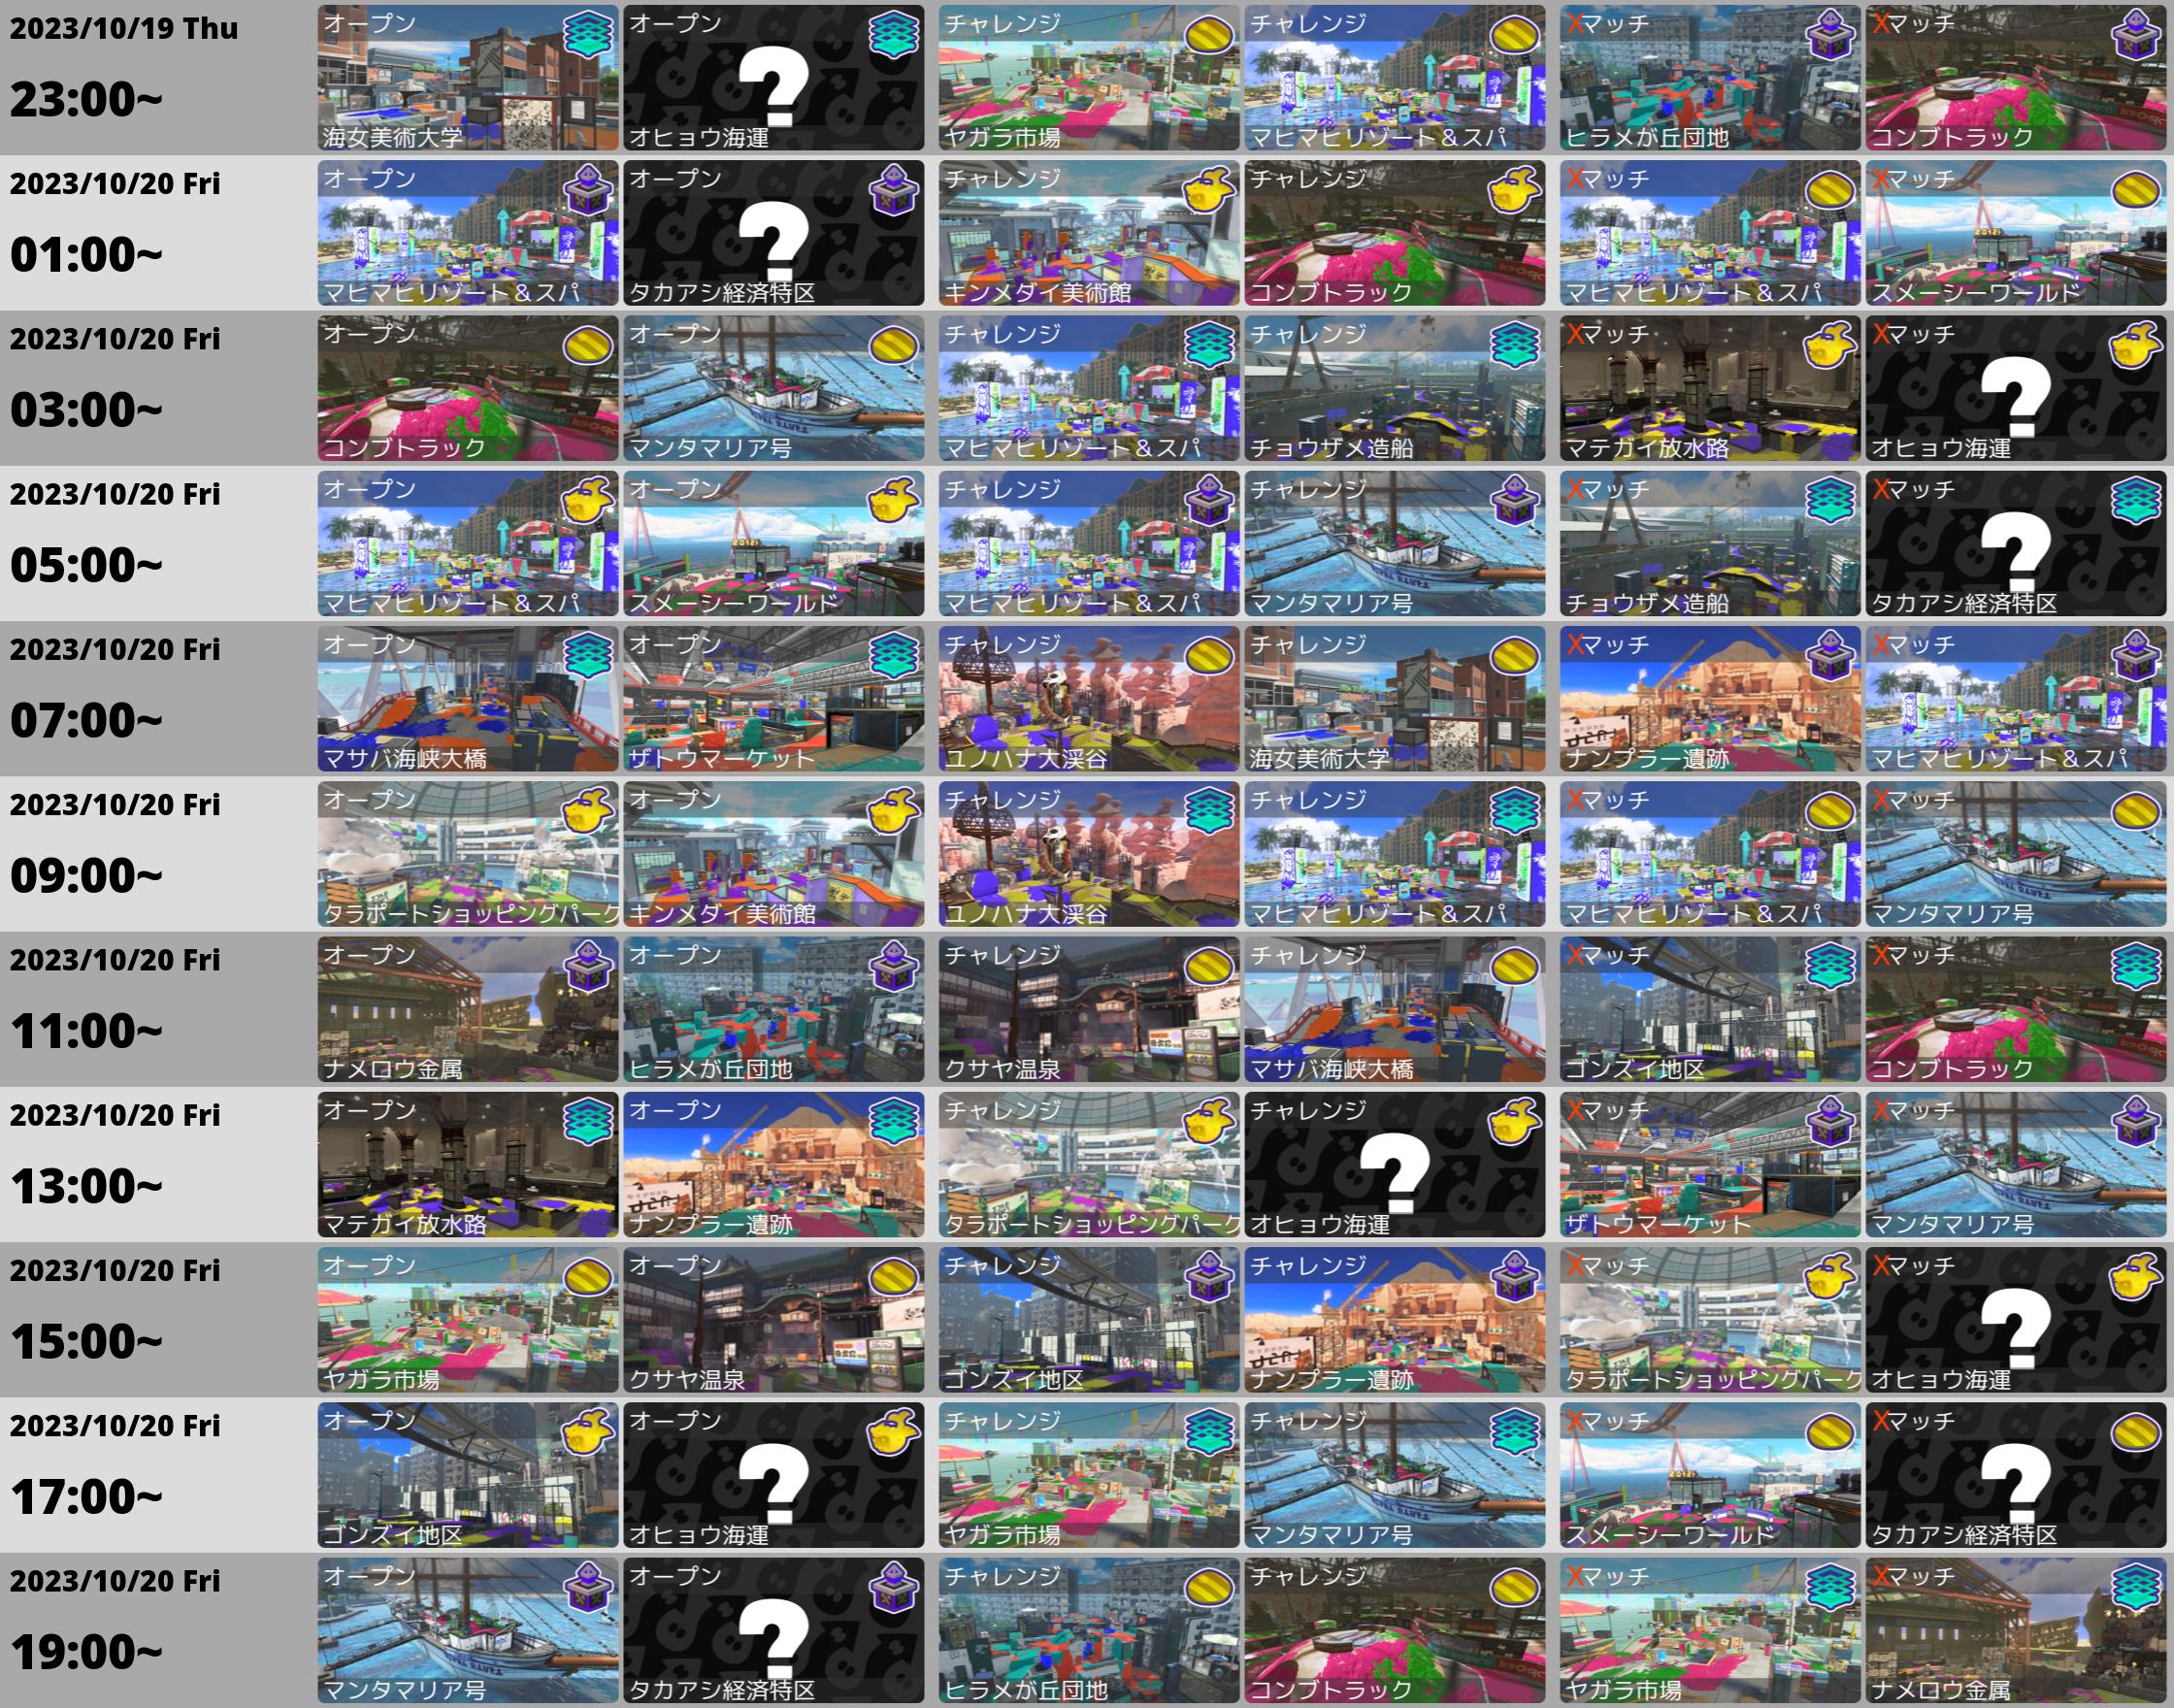 2023/10/19 Thu
23:00~
オープン
海女美術大学
オープン
オヒョウ海運
チャレンジ
ヤガラ市場
チャレンジ
マヒマヒリゾート＆スパ
Xマッチ
ヒラメが丘団地
Xマッチ
コンブトラック
2023/10/20 Fri
01:00~
オープン
マヒマヒリゾート＆スパ
オープン
タカアシ経済特区
チャレンジ
キンメダイ美術館
チャレンジ
コンブトラック
Xマッチ
マヒマヒリゾート＆スパ
Xマッチ
スメーシーワールド
2023/10/20 Fri
03:00~
オープン
コンブトラック
オープン
マンタマリア号
チャレンジ
マヒマヒリゾート＆スパ
チャレンジ
チョウザメ造船
Xマッチ
マテガイ放水路
Xマッチ
オヒョウ海運
2023/10/20 Fri
05:00~
オープン
マヒマヒリゾート＆スパ
オープン
スメーシーワールド
チャレンジ
マヒマヒリゾート＆スパ
チャレンジ
マンタマリア号
Xマッチ
チョウザメ造船
Xマッチ
タカアシ経済特区
2023/10/20 Fri
07:00~
オープン
マサバ海峡大橋
オープン
ザトウマーケット
チャレンジ
ユノハナ大渓谷
チャレンジ
海女美術大学
Xマッチ
ナンプラー遺跡
Xマッチ
マヒマヒリゾート＆スパ
2023/10/20 Fri
09:00~
オープン
タラポートショッピングパーク
オープン
キンメダイ美術館
チャレンジ
ユノハナ大渓谷
チャレンジ
マヒマヒリゾート＆スパ
Xマッチ
マヒマヒリゾート＆スパ
Xマッチ
マンタマリア号
2023/10/20 Fri
11:00~
オープン
ナメロウ金属
オープン
ヒラメが丘団地
チャレンジ
クサヤ温泉
チャレンジ
マサバ海峡大橋
Xマッチ
ゴンズイ地区
Xマッチ
コンブトラック
2023/10/20 Fri
13:00~
オープン
マテガイ放水路
オープン
ナンプラー遺跡
チャレンジ
タラポートショッピングパーク
チャレンジ
オヒョウ海運
Xマッチ
ザトウマーケット
Xマッチ
マンタマリア号
2023/10/20 Fri
15:00~
オープン
ヤガラ市場
オープン
クサヤ温泉
チャレンジ
ゴンズイ地区
チャレンジ
ナンプラー遺跡
Xマッチ
タラポートショッピングパーク
Xマッチ
オヒョウ海運
2023/10/20 Fri
17:00~
オープン
ゴンズイ地区
オープン
オヒョウ海運
チャレンジ
ヤガラ市場
チャレンジ
マンタマリア号
Xマッチ
スメーシーワールド
Xマッチ
タカアシ経済特区
2023/10/20 Fri
19:00~
オープン
マンタマリア号
オープン
タカアシ経済特区
チャレンジ
ヒラメが丘団地
チャレンジ
コンブトラック
Xマッチ
ヤガラ市場
Xマッチ
ナメロウ金属